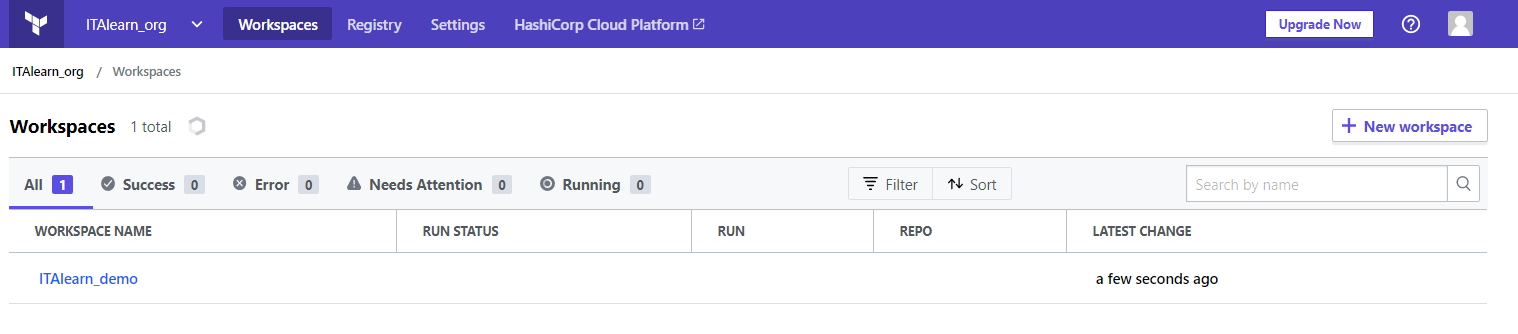 ITAlearn_org Workspaces Registry Settings HashiCorp Cloud Platform Upgrade Now
ITAlearn_org / Workspaces
Workspaces 1 total + New workspace
All 1 Success 0 Error 0 Needs Attention 0 Running 0 Filter Sort Search by name
WORKSPACE NAME RUN STATUS RUN REPO LATEST CHANGE
ITAlearn_demo a few seconds ago